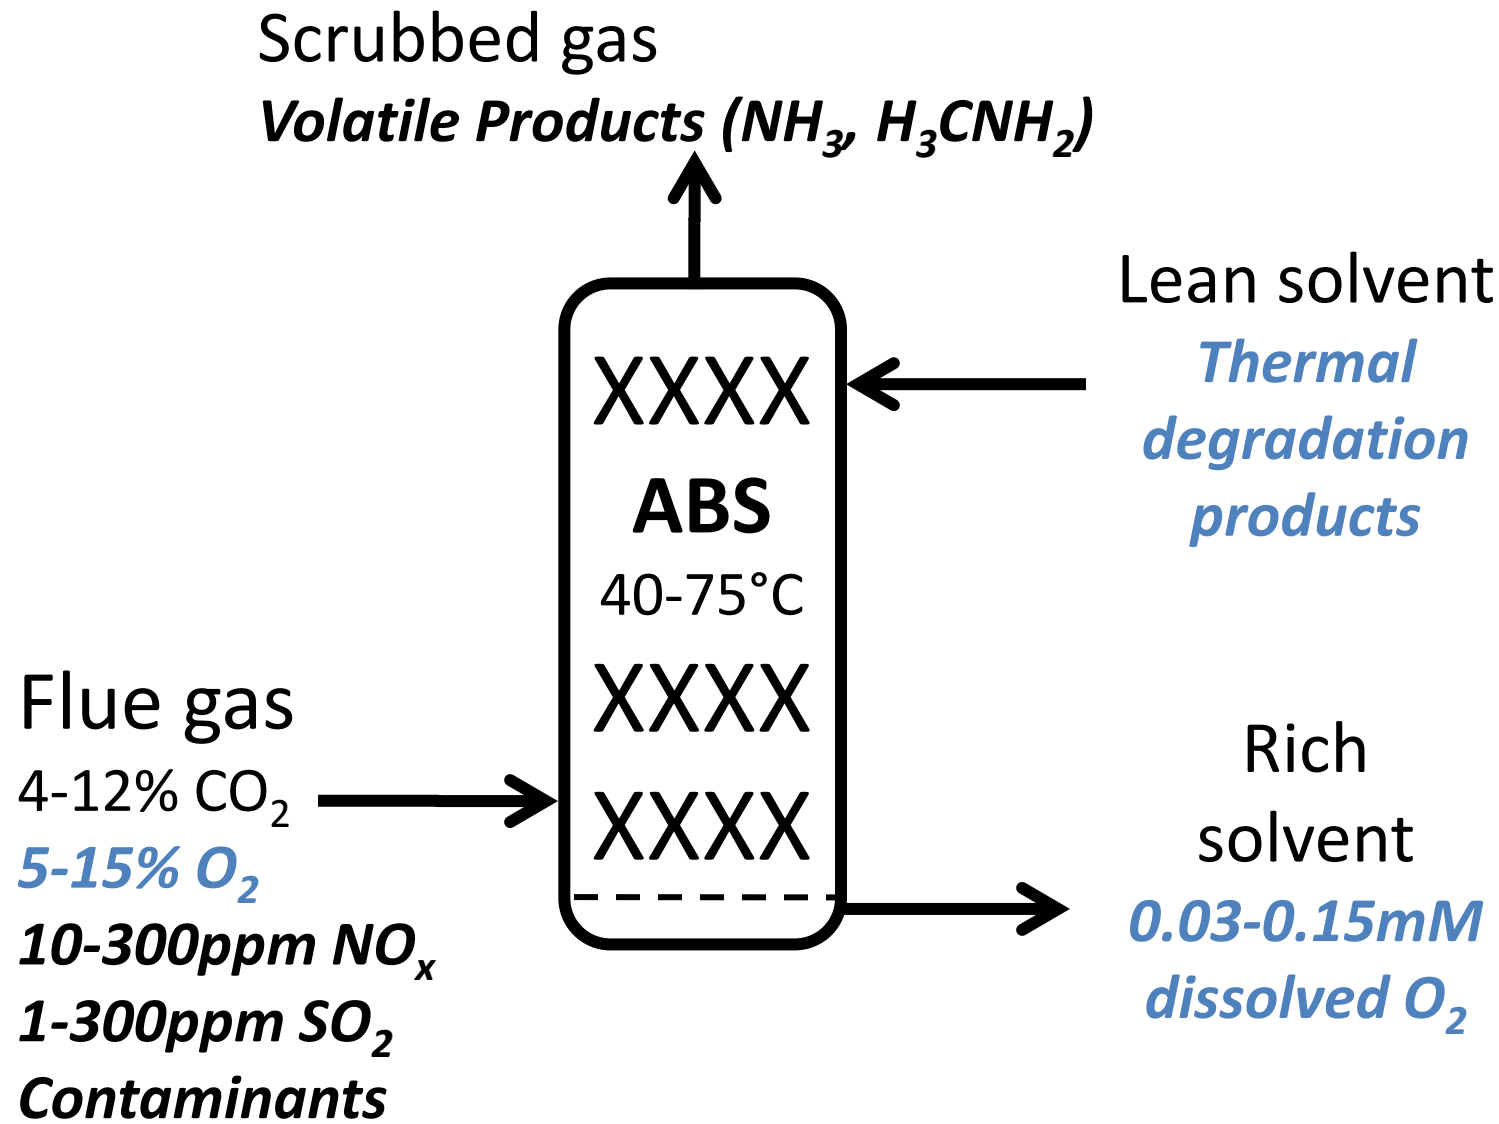 Scrubbed gas
Volatile Products (NH3, H3CNH2)
Lean solvent
Thermal
degradation
products
XXXX
ABS
40-75°C
XXXX
XXXX
Flue gas
4-12% CO2
5-15% O2
10-300ppm NOx
1-300ppm SO2
Contaminants
Rich
solvent
0.03-0.15mM
dissolved O2